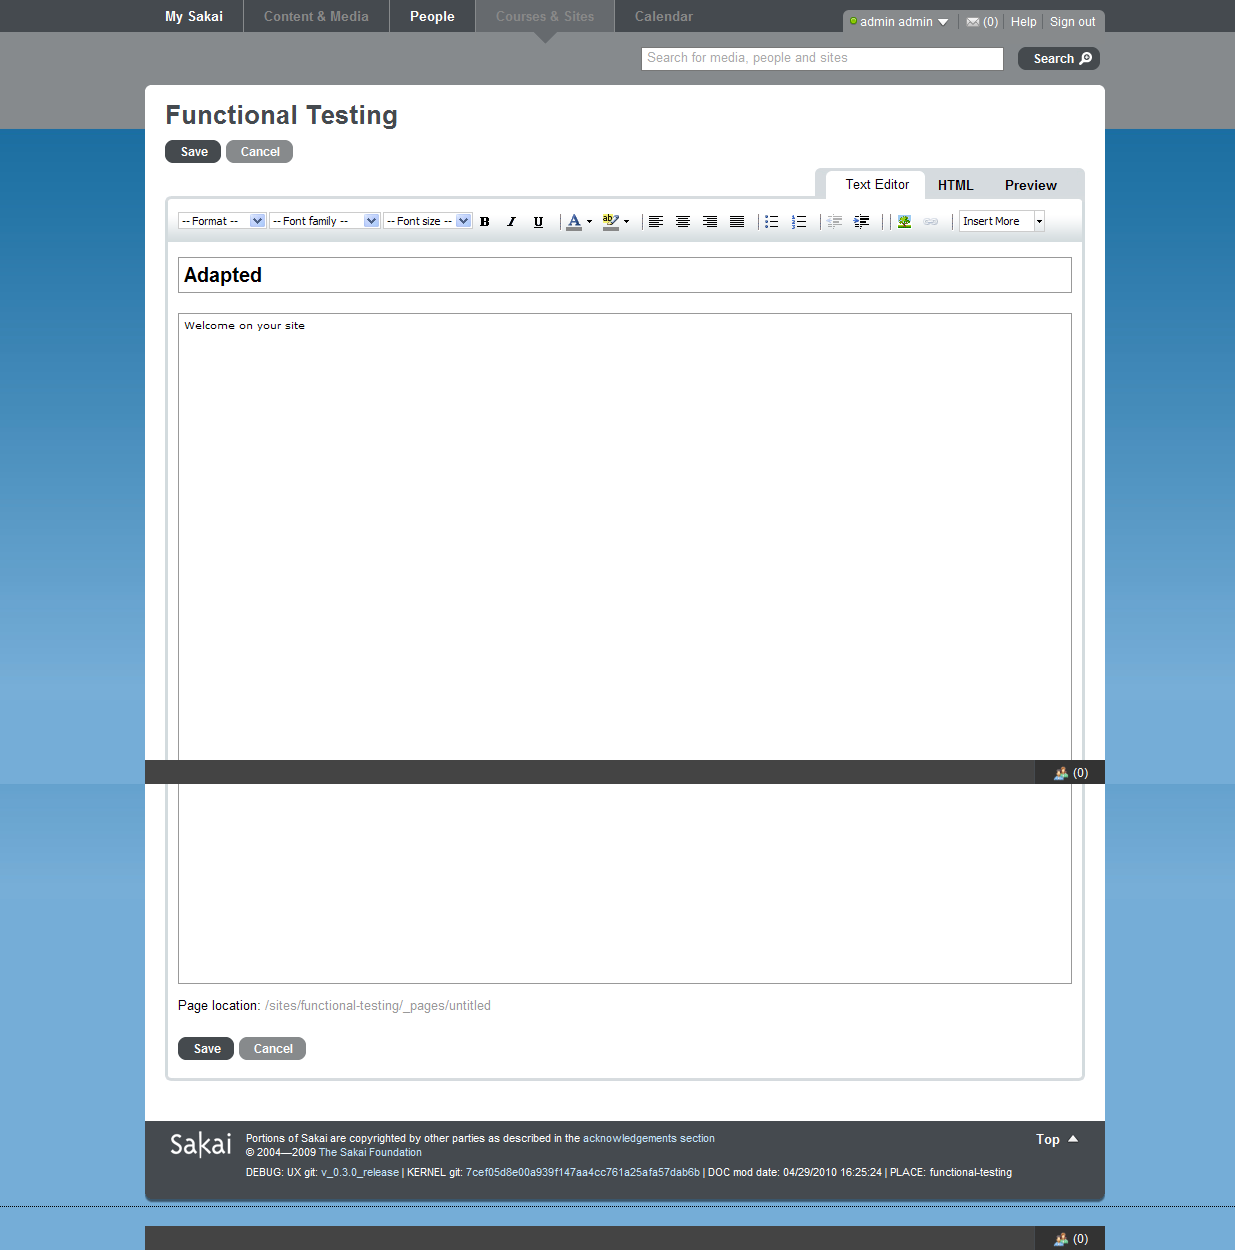 My Sakai Content & Media People Courses & Sites Calendar admin admin (0) Help Sign out
Search for media, people and sites Search
Functional Testing
Save Cancel
Text Editor HTML Preview
-- Format -- -- Font family -- -- Font size -- B I U A ab Insert More
Adapted
Welcome on your site
(0)
Page location: /sites/functional-testing/_pages/untitled
Save Cancel
Sakai Portions of Sakai are copyrighted by other parties as described in the acknowledgements section Top
© 2004—2009 The Sakai Foundation
DEBUG: UX git: v_0.3.0_release | KERNEL git: 7cef05d8e00a939f147aa4cc761a25afa57dab6b | DOC mod date: 04/29/2010 16:25:24 | PLACE: functional-testing
(0)